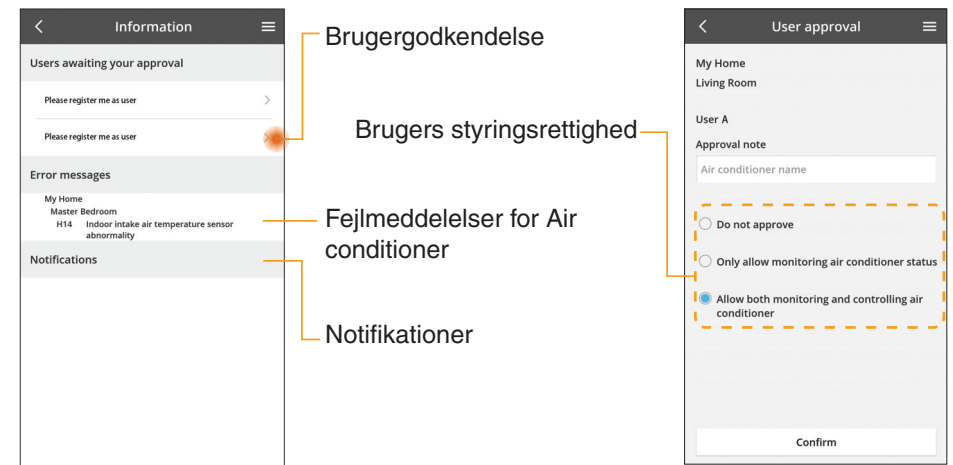 Information
Users awaiting your approval
Please register me as user
Please register me as user
Error messages
My Home
Master Bedroom
H14 Indoor intake air temperature sensor
abnormality
Notifications
Brugergodkendelse
Brugers styringsrettighed
Fejlmeddelelser for Air
conditioner
Notifikationer
User approval
My Home
Living Room
User A
Approval note
Air conditioner name
Do not approve
Only allow monitoring air conditioner status
Allow both monitoring and controlling air
conditioner
Confirm